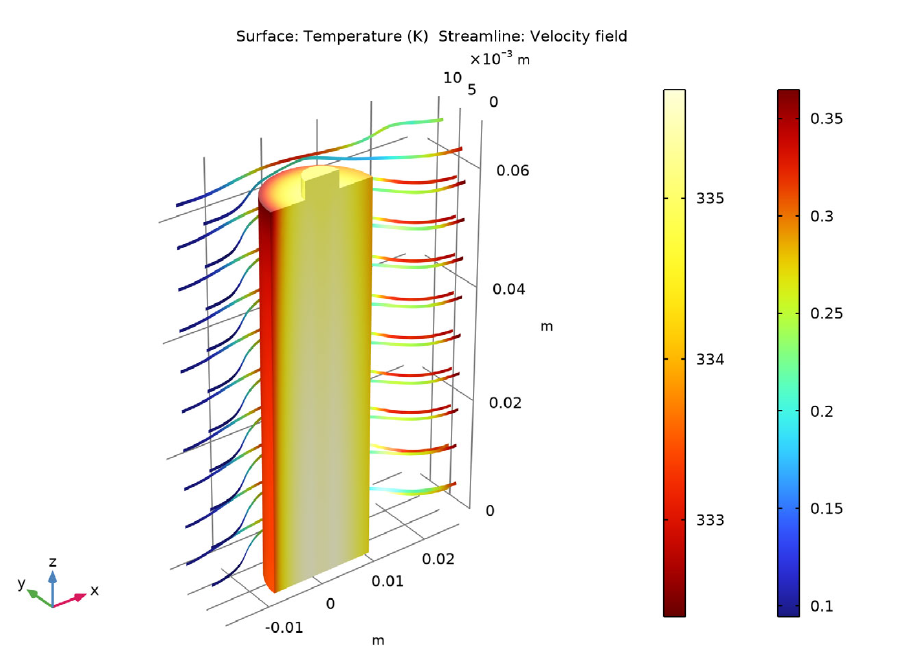 Surface: Temperature (K) Streamline: Velocity field
×10⁻³ m
10
5
0
0.06
0.04
m
0.02
0
0.02
0.01
0
-0.01
m
335
334
333
0.35
0.3
0.25
0.2
0.15
0.1
z
y
x